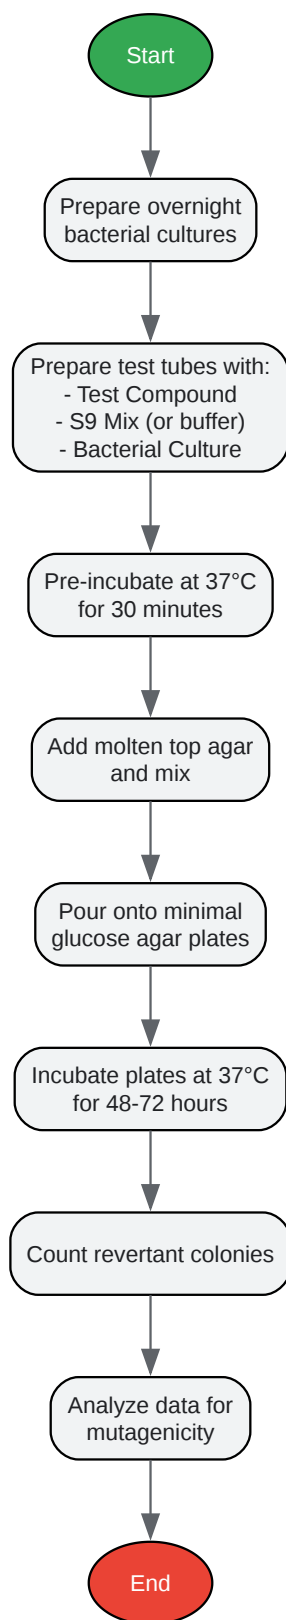 Start
Prepare overnight
bacterial cultures
Prepare test tubes with:
- Test Compound
- S9 Mix (or buffer)
- Bacterial Culture
Pre-incubate at 37°C
for 30 minutes
Add molten top agar
and mix
Pour onto minimal
glucose agar plates
Incubate plates at 37°C
for 48-72 hours
Count revertant colonies
Analyze data for
mutagenicity
End